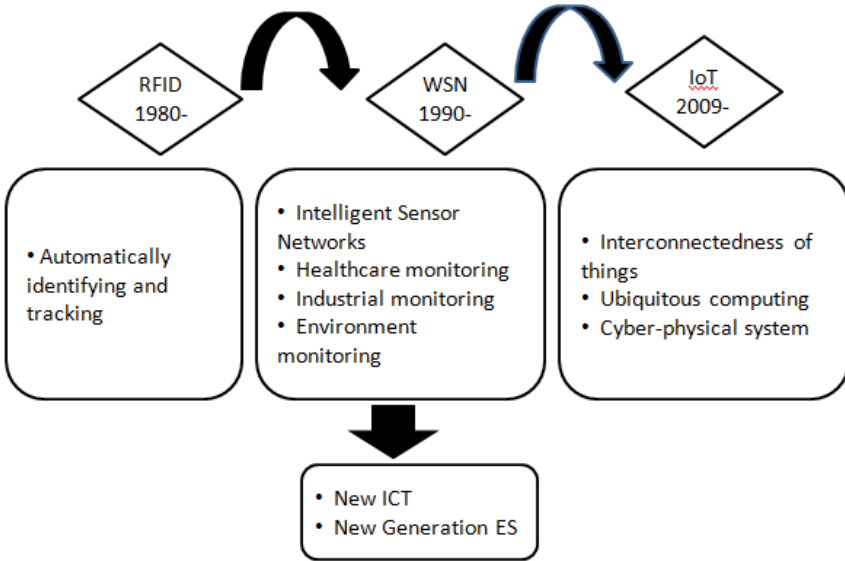 RFID
1980-
WSN
1990-
IoT
2009-
• Automatically
identifying and
tracking
• Intelligent Sensor
Networks
• Healthcare monitoring
• Industrial monitoring
• Environment
monitoring
• Interconnectedness of
things
• Ubiquitous computing
• Cyber-physical system
• New ICT
• New Generation ES